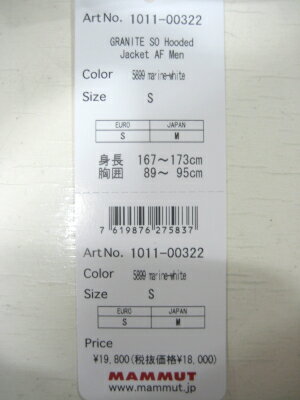 Art No. 1011-00322
GRANITE SO Hooded
Jacket AF Men
Color 5899 marine-white
Size S
EURO JAPAN
S M
身長 167～173cm
胸囲 89～ 95cm
7 619876 275837
Art No. 1011-00322
Color 5899 marine-white
Size S
EURO JAPAN
S M
Price
¥19,800(税抜価格¥18,000)
MAMMUT
www.mammut.jp